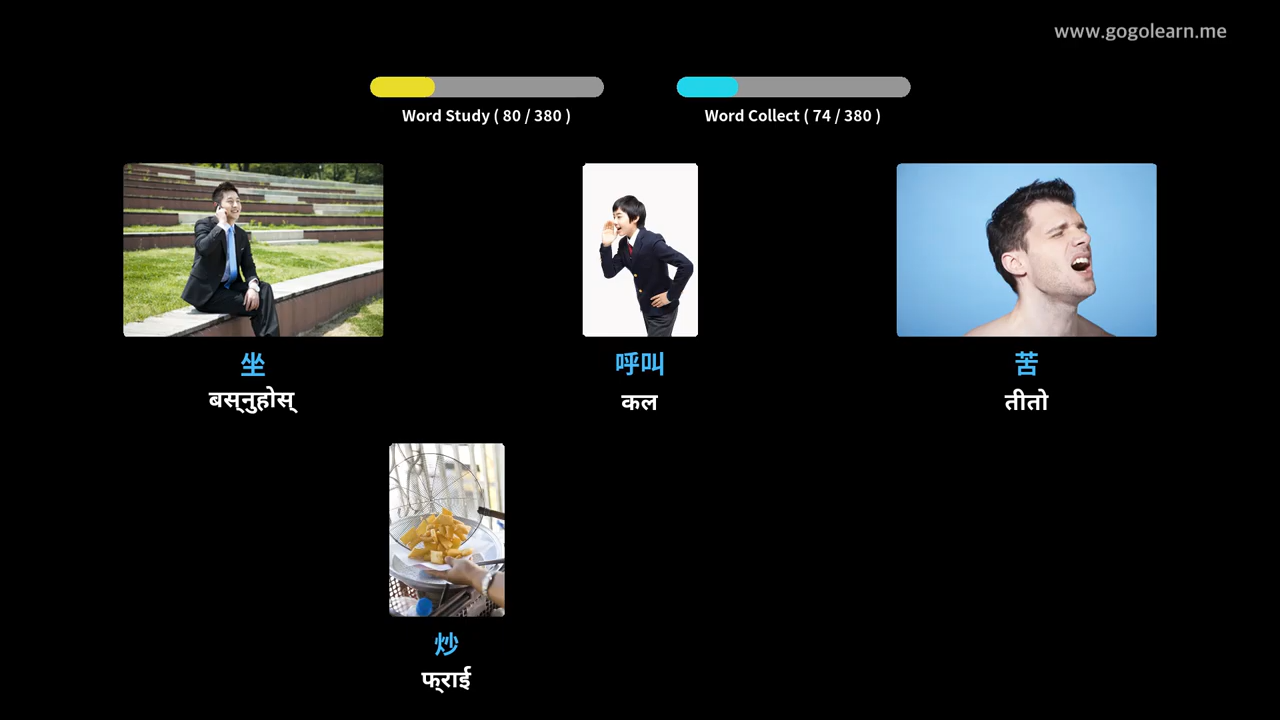 www.gogolearn.me
Word Study ( 80 / 380 )
Word Collect ( 74 / 380 )
坐
बस्‌नुहोस्
呼叫
कल
苦
तीतो
炒
फ्‌राई